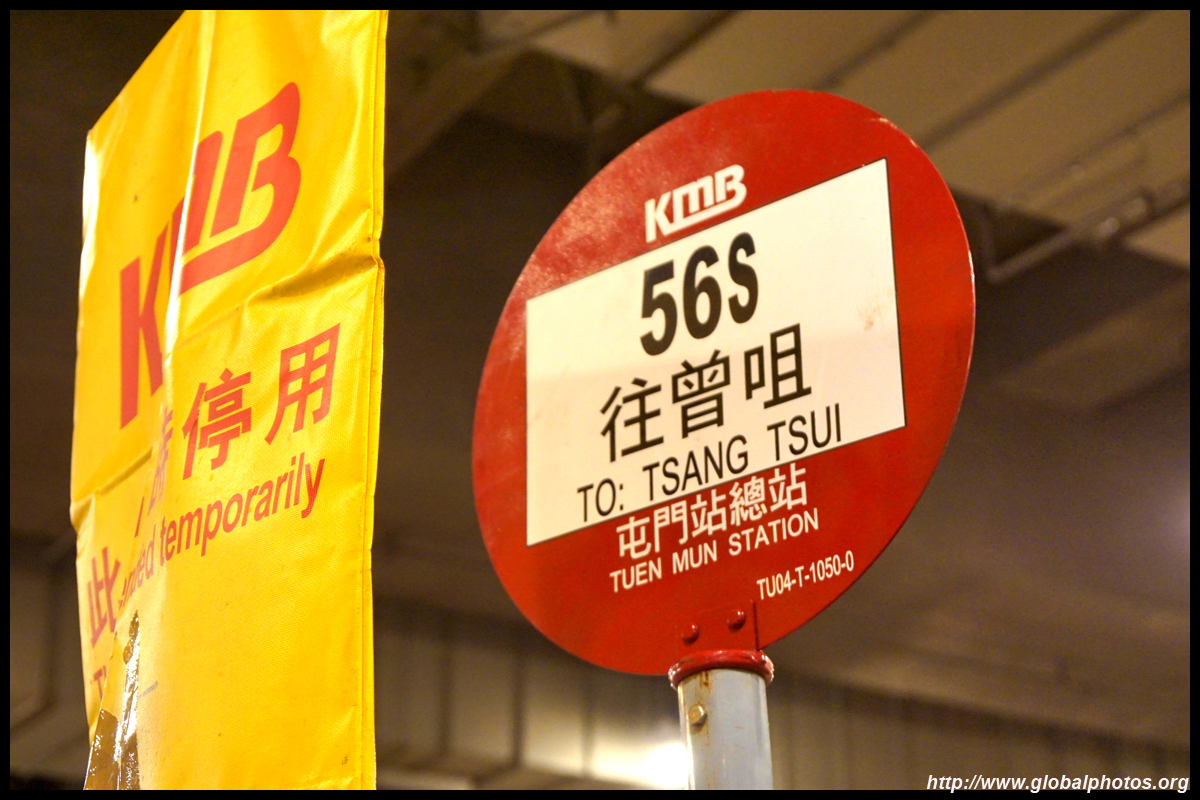 KMB
停用
temporarily
此
KMB
56S
往曾咀
TO: TSANG TSUI
屯門站總站
TUEN MUN STATION
TU04-T-1050-0
http://www.globalphotos.org